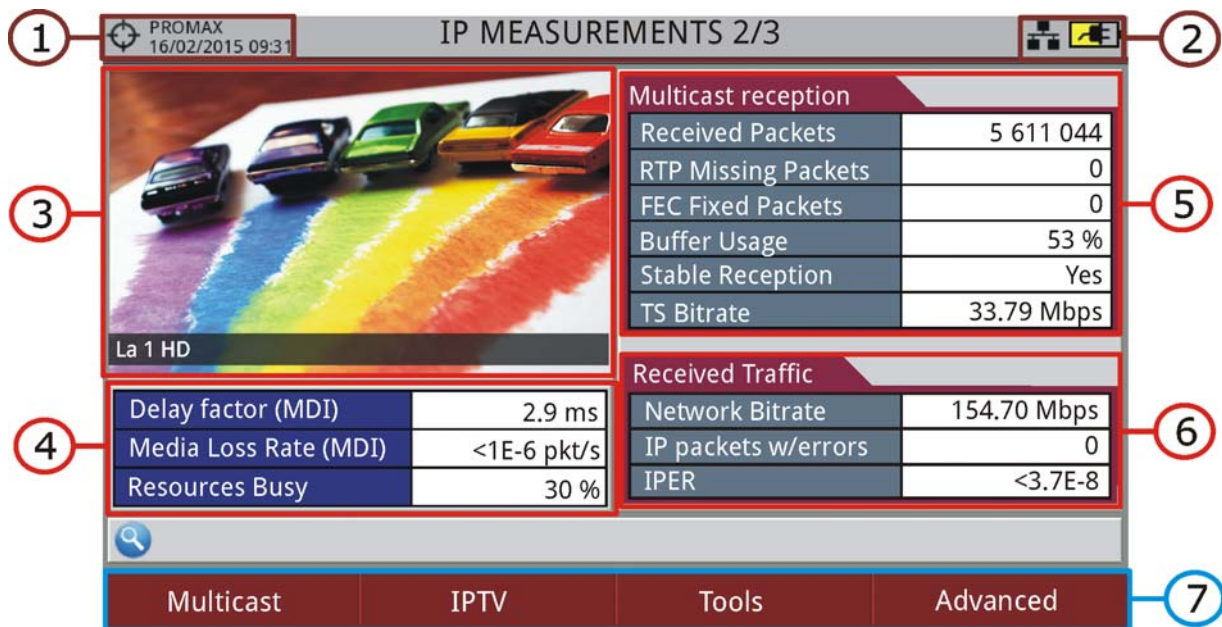 1
PROMAX
16/02/2015 09:31
IP MEASUREMENTS 2/3
2
3
La 1 HD
4
Delay factor (MDI) 2.9 ms
Media Loss Rate (MDI) <1E-6 pkt/s
Resources Busy 30 %
Multicast reception
Received Packets 5 611 044
RTP Missing Packets 0
FEC Fixed Packets 0
Buffer Usage 53 %
Stable Reception Yes
TS Bitrate 33.79 Mbps
5
Received Traffic
Network Bitrate 154.70 Mbps
IP packets w/errors 0
IPER <3.7E-8
6
Multicast IPTV Tools Advanced
7